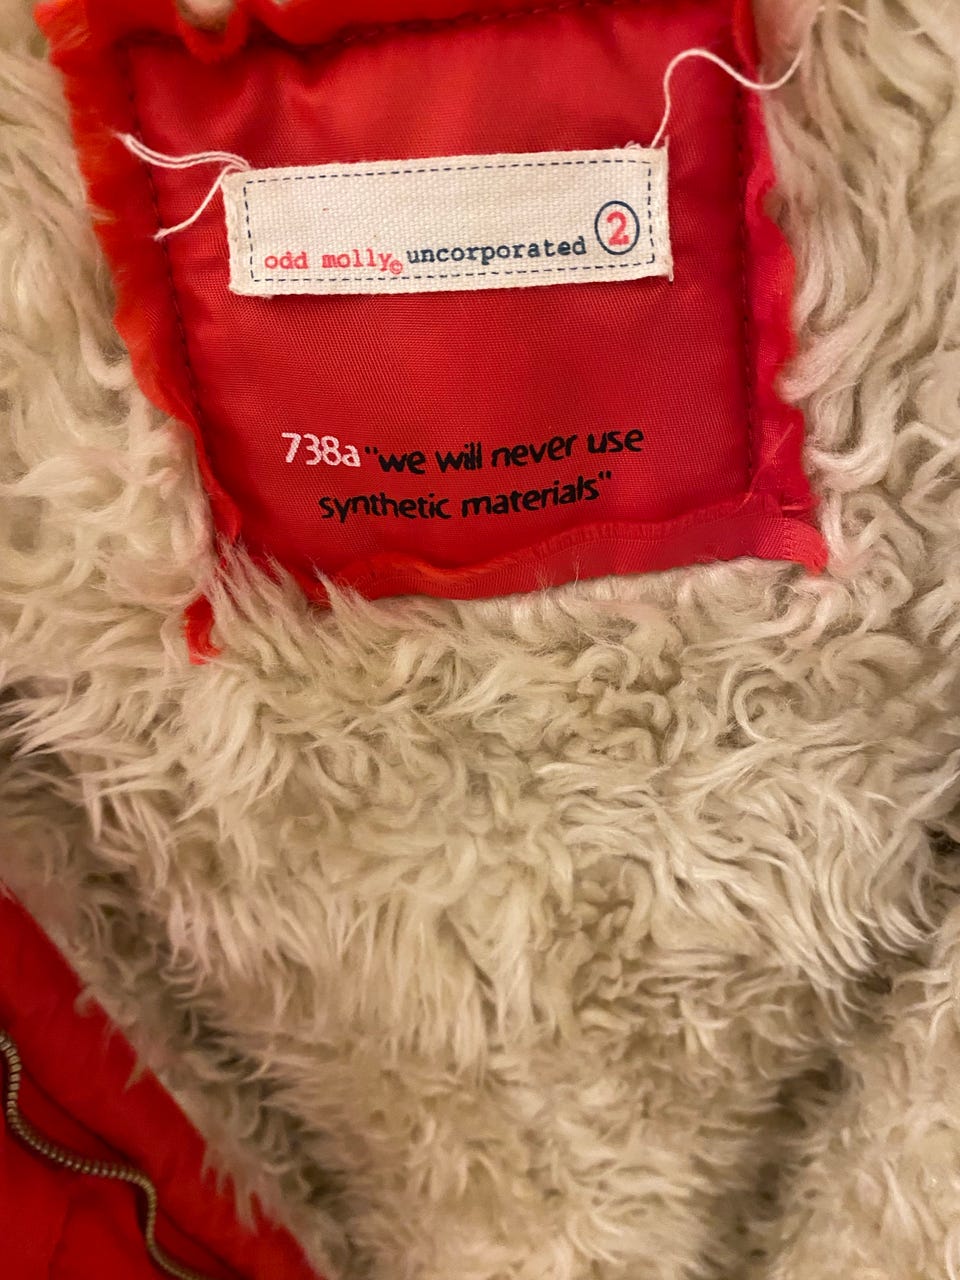 odd molly© uncorporated 2
738a "we will never use
synthetic materials"